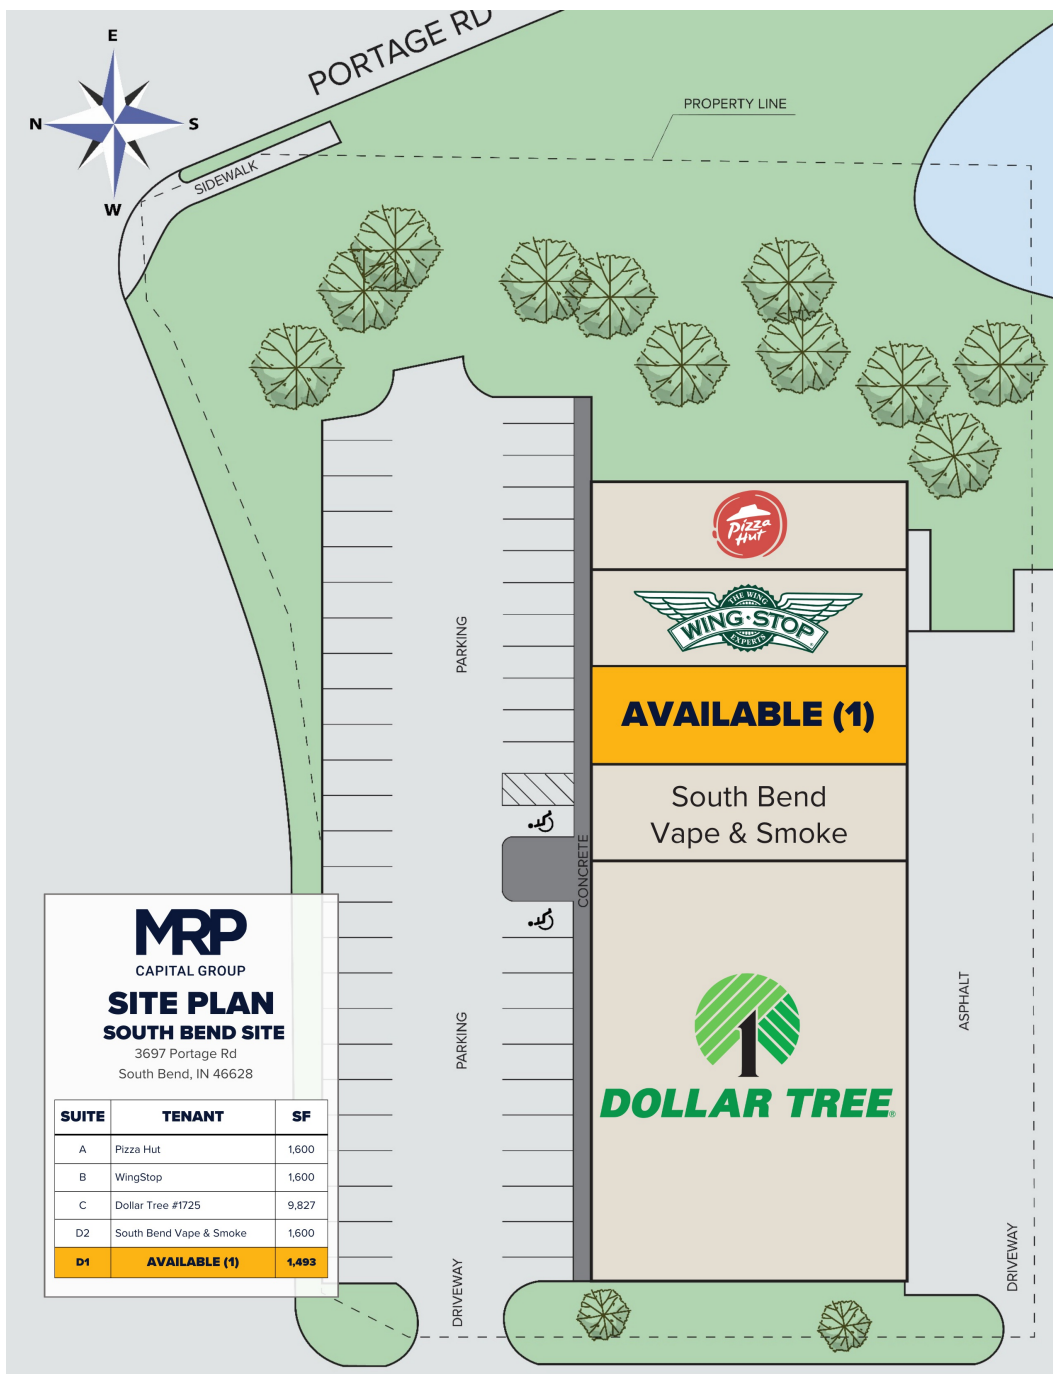 E
N
S
W
PORTAGE RD
PROPERTY LINE
SIDEWALK
Pizza
Hut
THE WING
WING·STOP
EXPERTS
PARKING
AVAILABLE (1)
South Bend
Vape & Smoke
CONCRETE
MRP
CAPITAL GROUP
SITE PLAN
SOUTH BEND SITE
3697 Portage Rd
South Bend, IN 46628
SUITE TENANT SF
A Pizza Hut 1,600
B WingStop 1,600
C Dollar Tree #1725 9,827
D2 South Bend Vape & Smoke 1,600
D1 AVAILABLE (1) 1,493
PARKING
1
DOLLAR TREE®
ASPHALT
DRIVEWAY
DRIVEWAY